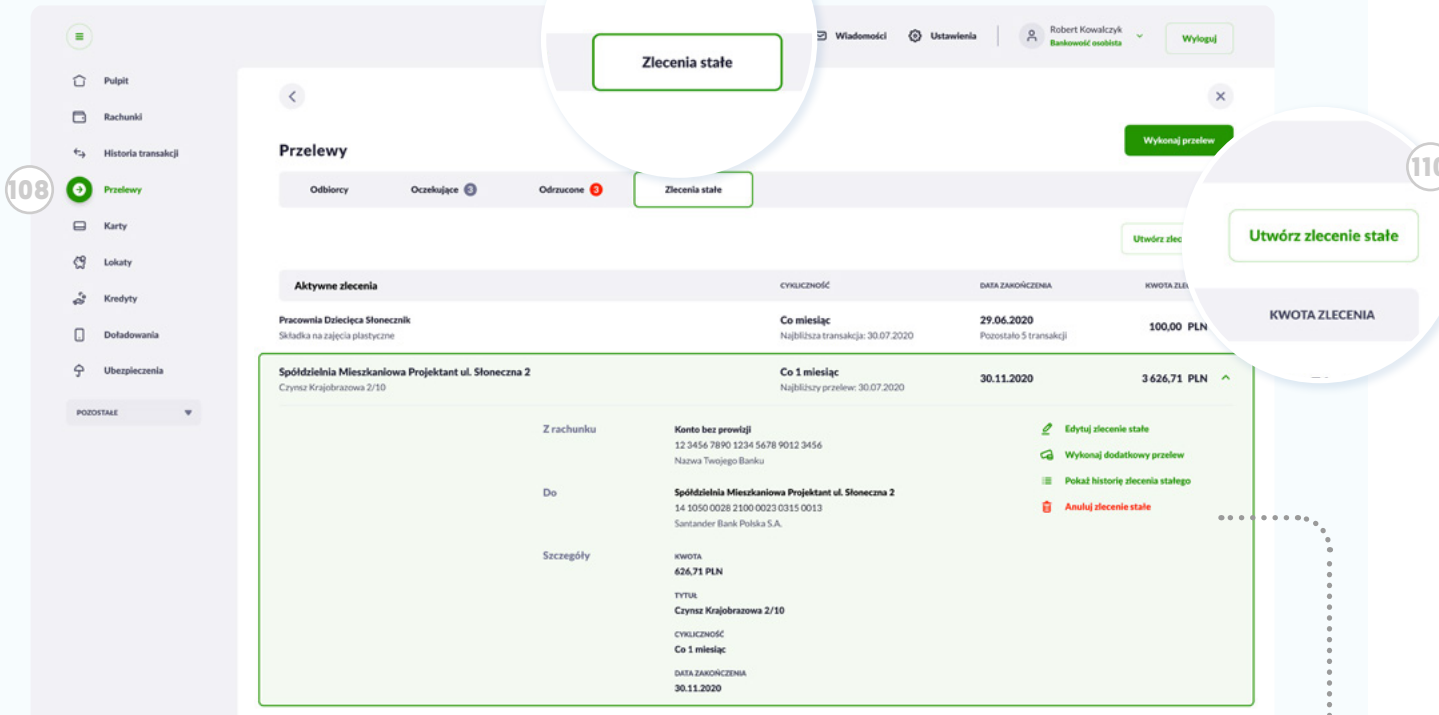 Zlecenia stałe
Wiadomości
Ustawienia
Robert Kowalczyk
Bankowość osobista
Wyloguj
Pulpit
Rachunki
Historia transakcji
108
Przelewy
Karty
Lokaty
Kredyty
Doładowania
Ubezpieczenia
POZOSTAŁE
Przelewy
Wykonaj przelew
110
Odbiorcy
Oczekujące 3
Odrzucone 3
Zlecenia stałe
Utwórz zlec
Utwórz zlecenie stałe
KWOTA ZLECENIA
Aktywne zlecenia
CYKLICZNOŚĆ
DATA ZAKOŃCZENIA
KWOTA ZLE
Pracownia Dziecięca Słonecznik
Składka na zajęcia plastyczne
Co miesiąc
Najbliższa transakcja: 30.07.2020
29.06.2020
Pozostało 5 transakcji
100,00 PLN
Spółdzielnia Mieszkaniowa Projektant ul. Słoneczna 2
Czynsz Krajobrazowa 2/10
Co 1 miesiąc
Najbliższy przelew: 30.07.2020
30.11.2020
3 626,71 PLN
Z rachunku
Konto bez prowizji
12 3456 7890 1234 5678 9012 3456
Nazwa Twojego Banku
Do
Spółdzielnia Mieszkaniowa Projektant ul. Słoneczna 2
14 1050 0028 2100 0023 0315 0013
Santander Bank Polska S.A.
Szczegóły
KWOTA
626,71 PLN
TYTUŁ
Czynsz Krajobrazowa 2/10
CYKLICZNOŚĆ
Co 1 miesiąc
DATA ZAKOŃCZENIA
30.11.2020
Edytuj zlecenie stałe
Wykonaj dodatkowy przelew
Pokaż historię zlecenia stałego
Anuluj zlecenie stałe